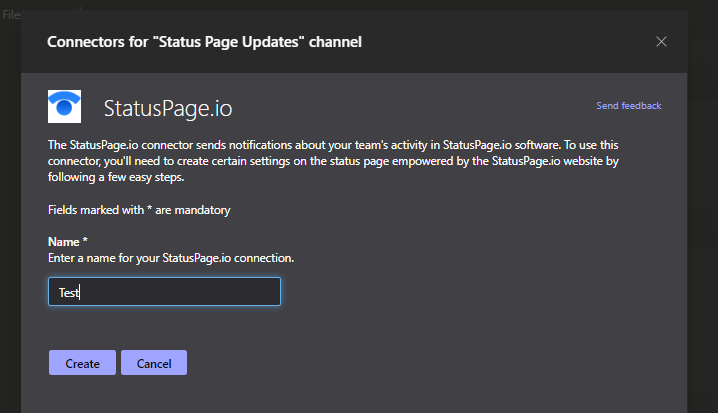 File
Connectors for "Status Page Updates" channel
StatusPage.io
Send feedback
The StatusPage.io connector sends notifications about your team's activity in StatusPage.io software. To use this
connector, you'll need to create certain settings on the status page empowered by the StatusPage.io website by
following a few easy steps.
Fields marked with * are mandatory
Name *
Enter a name for your StatusPage.io connection.
Test
Create Cancel